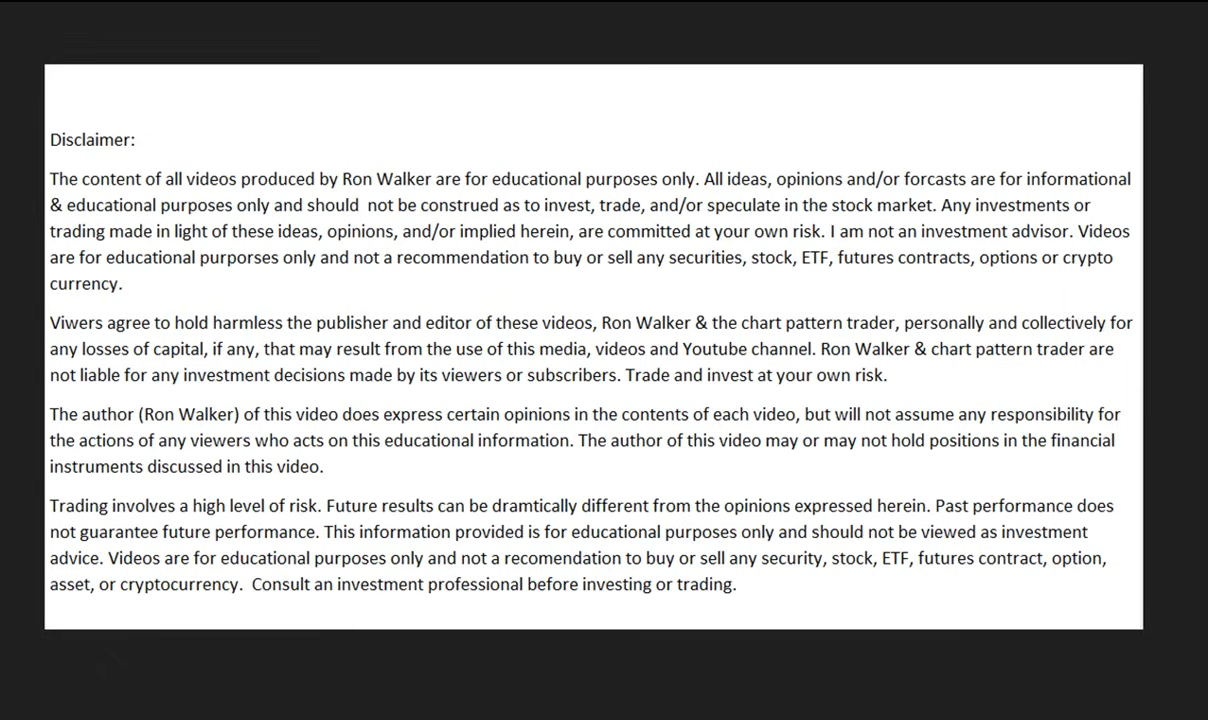 Disclaimer:
The content of all videos produced by Ron Walker are for educational purposes only. All ideas, opinions and/or forcasts are for informational
& educational purposes only and should  not be construed as to invest, trade, and/or speculate in the stock market. Any investments or
trading made in light of these ideas, opinions, and/or implied herein, are committed at your own risk. I am not an investment advisor. Videos
are for educational purporses only and not a recommendation to buy or sell any securities, stock, ETF, futures contracts, options or crypto
currency.
Viwers agree to hold harmless the publisher and editor of these videos, Ron Walker & the chart pattern trader, personally and collectively for
any losses of capital, if any, that may result from the use of this media, videos and Youtube channel. Ron Walker & chart pattern trader are
not liable for any investment decisions made by its viewers or subscribers. Trade and invest at your own risk.
The author (Ron Walker) of this video does express certain opinions in the contents of each video, but will not assume any responsibility for
the actions of any viewers who acts on this educational information. The author of this video may or may not hold positions in the financial
instruments discussed in this video.
Trading involves a high level of risk. Future results can be dramtically different from the opinions expressed herein. Past performance does
not guarantee future performance. This information provided is for educational purposes only and should not be viewed as investment
advice. Videos are for educational purposes only and not a recomendation to buy or sell any security, stock, ETF, futures contract, option,
asset, or cryptocurrency.  Consult an investment professional before investing or trading.